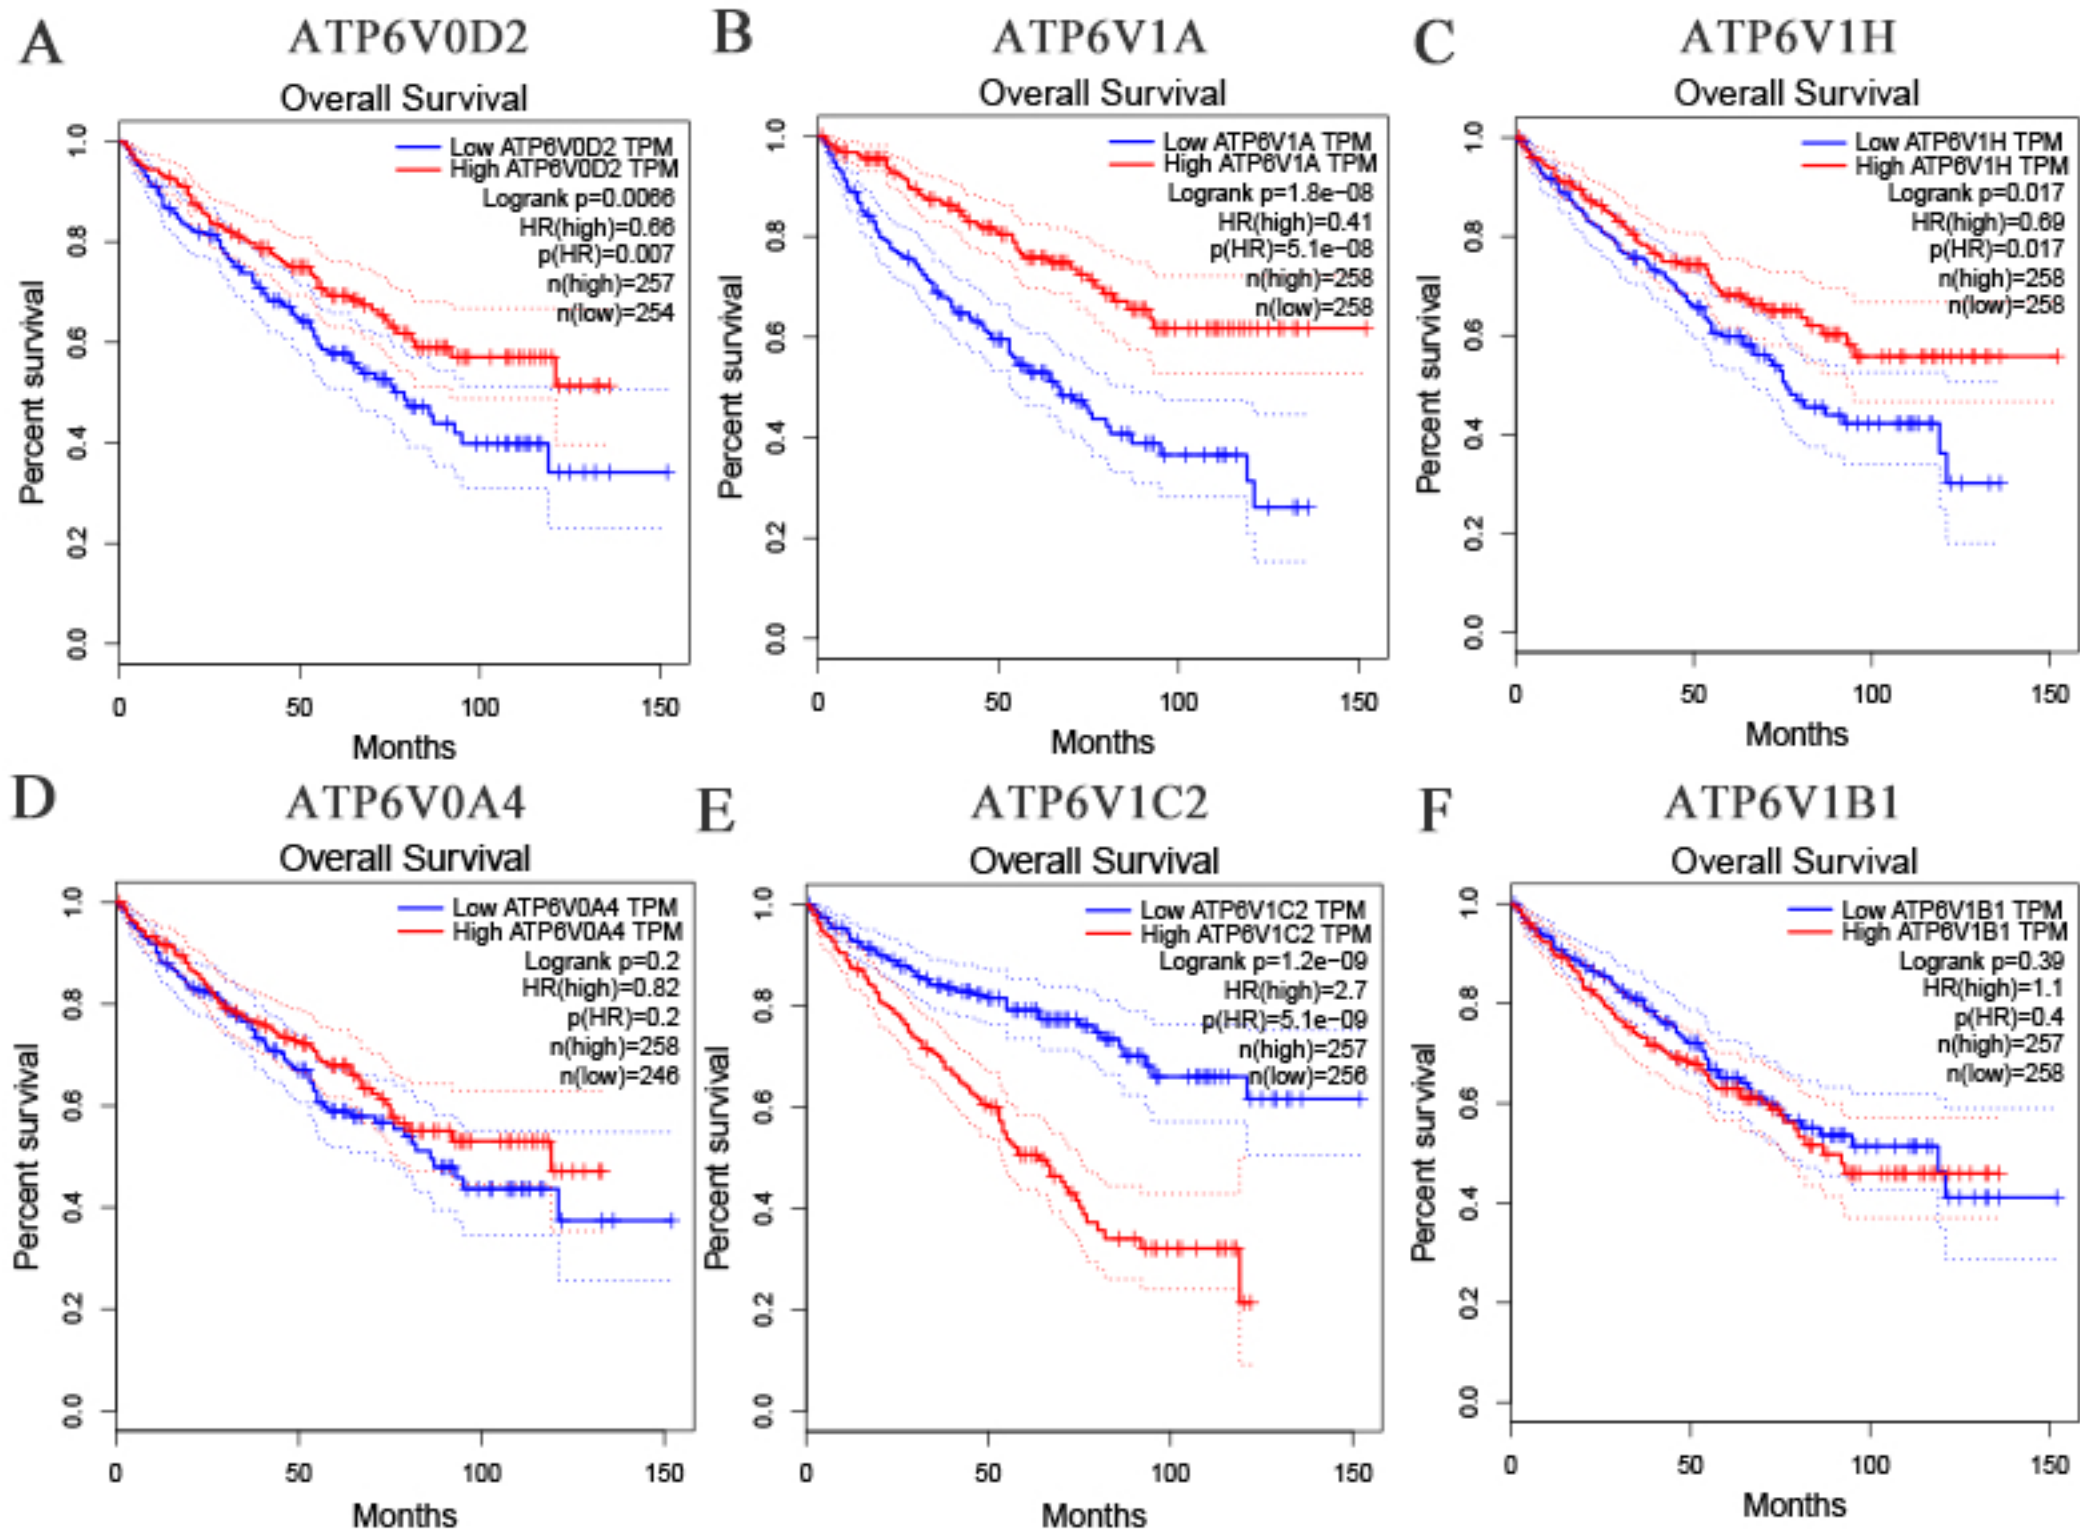 A
ATP6V0D2
Overall Survival
Low ATP6V0D2 TPM
High ATP6V0D2 TPM
Logrank p=0.0066
HR(high)=0.66
p(HR)=0.007
n(high)=257
n(low)=254
Percent survival
1.0
0.8
0.6
0.4
0.2
0.0
0
50
100
150
Months
B
ATP6V1A
Overall Survival
Low ATP6V1A TPM
High ATP6V1A TPM
Logrank p=1.8e−08
HR(high)=0.41
p(HR)=5.1e−08
n(high)=258
n(low)=258
Percent survival
1.0
0.8
0.6
0.4
0.2
0.0
0
50
100
150
Months
C
ATP6V1H
Overall Survival
Low ATP6V1H TPM
High ATP6V1H TPM
Logrank p=0.017
HR(high)=0.69
p(HR)=0.017
n(high)=258
n(low)=258
Percent survival
1.0
0.8
0.6
0.4
0.2
0.0
0
50
100
150
Months
D
ATP6V0A4
Overall Survival
Low ATP6V0A4 TPM
High ATP6V0A4 TPM
Logrank p=0.2
HR(high)=0.82
p(HR)=0.2
n(high)=258
n(low)=246
Percent survival
1.0
0.8
0.6
0.4
0.2
0.0
0
50
100
150
Months
E
ATP6V1C2
Overall Survival
Low ATP6V1C2 TPM
High ATP6V1C2 TPM
Logrank p=1.2e−09
HR(high)=2.7
p(HR)=5.1e−09
n(high)=257
n(low)=256
Percent survival
1.0
0.8
0.6
0.4
0.2
0.0
0
50
100
150
Months
F
ATP6V1B1
Overall Survival
Low ATP6V1B1 TPM
High ATP6V1B1 TPM
Logrank p=0.39
HR(high)=1.1
p(HR)=0.4
n(high)=257
n(low)=258
Percent survival
1.0
0.8
0.6
0.4
0.2
0.0
0
50
100
150
Months